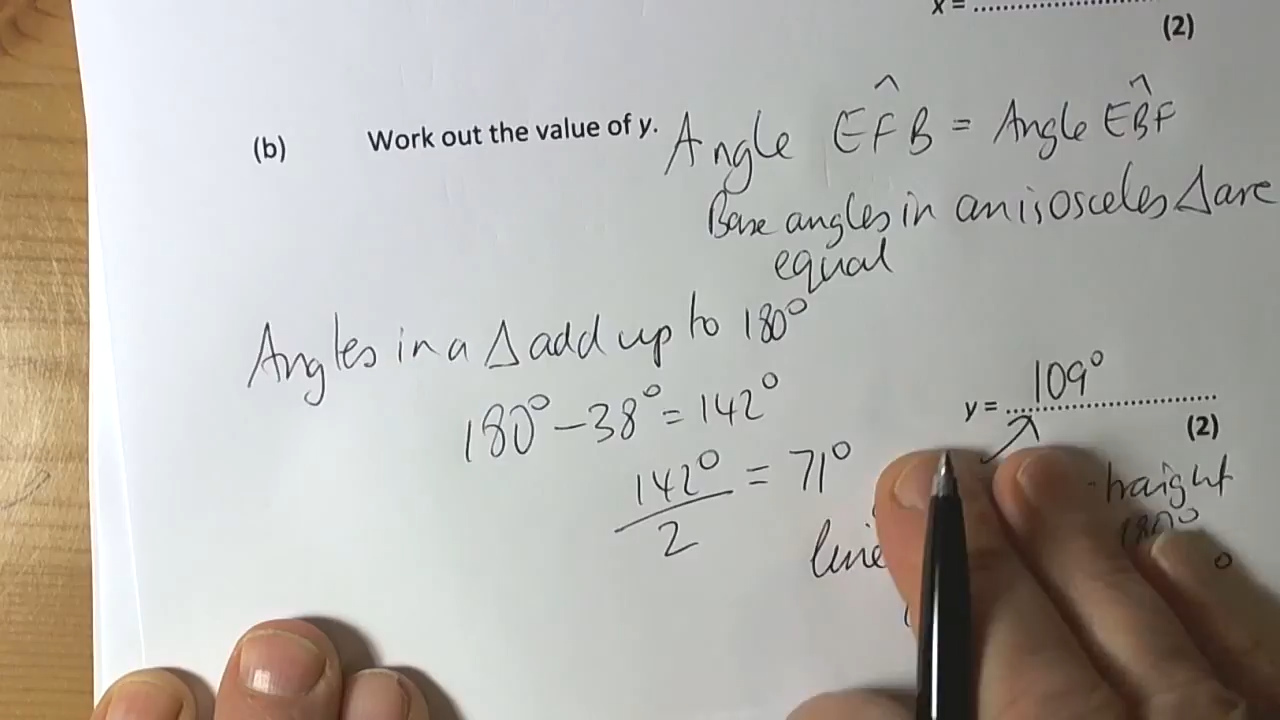 x = ........................
(2)
(b) Work out the value of y. Angle EF̂B = Angle EB̂F
Base angles in an isosceles Δ are
equal
Angles in a Δ add up to 180°
180° − 38° = 142°
y = 109°
(2)
142°/2 = 71°
line
180°